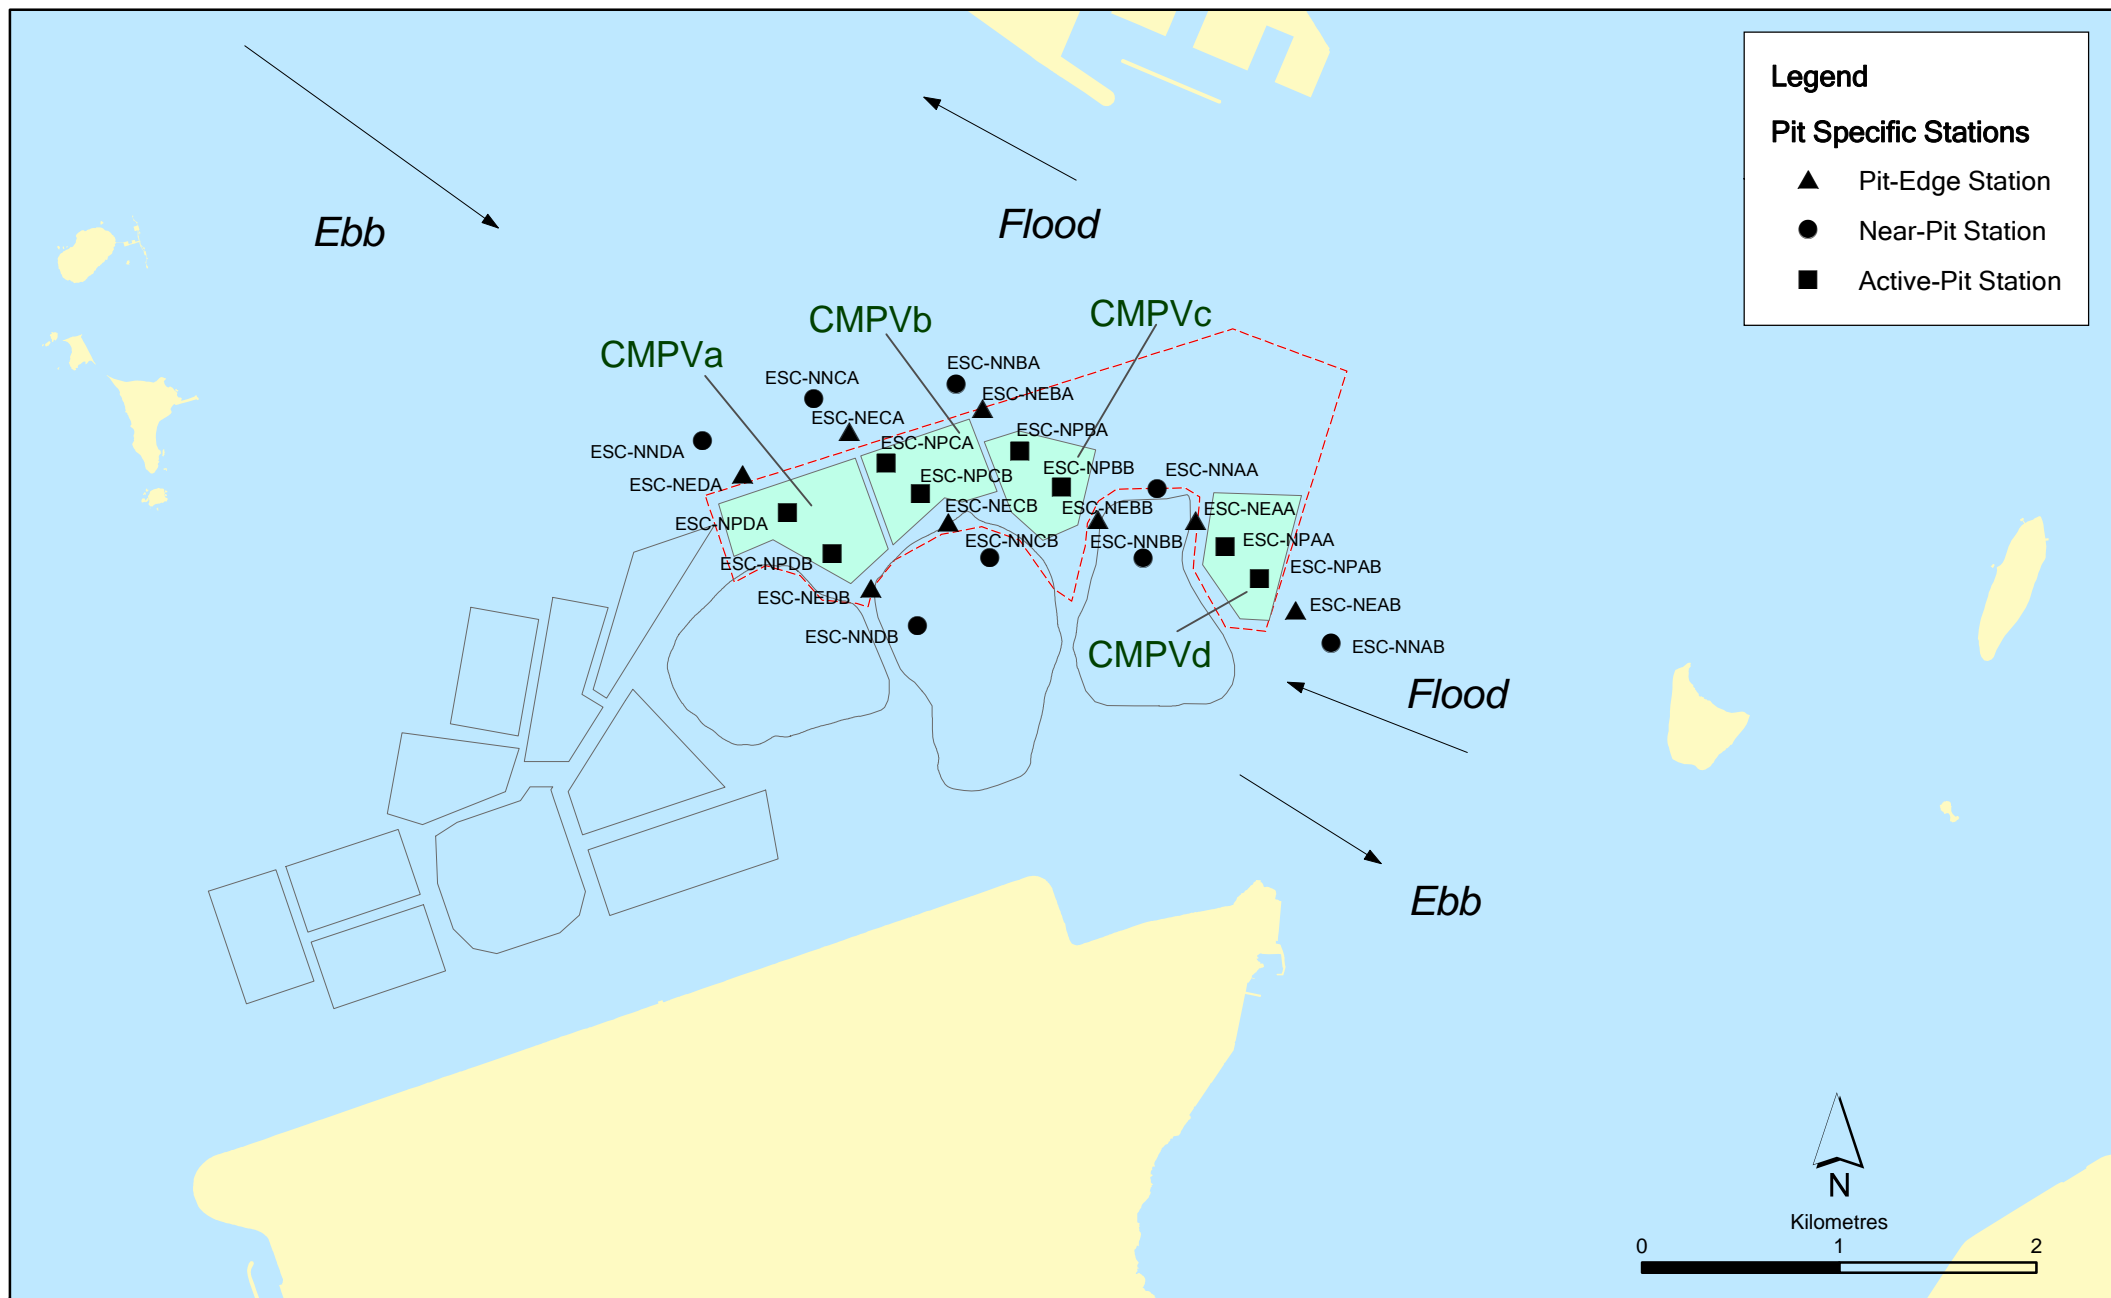 Legend
Pit Specific Stations
Pit-Edge Station
Near-Pit Station
Active-Pit Station
Ebb
Flood
CMPVa
CMPVb
CMPVc
ESC-NNBA
ESC-NNCA
ESC-NEBA
ESC-NECA
ESC-NPBA
ESC-NPCA
ESC-NNDA
ESC-NPBB
ESC-NNAA
ESC-NPCB
ESC-NEDA
ESC-NECB
ESC-NEBB
ESC-NEAA
ESC-NPDA
ESC-NNCB
ESC-NNBB
ESC-NPAA
ESC-NPDB
ESC-NPAB
ESC-NEDB
ESC-NEAB
ESC-NNDB
ESC-NNAB
CMPVd
Flood
Ebb
N
Kilometres
0 1 2